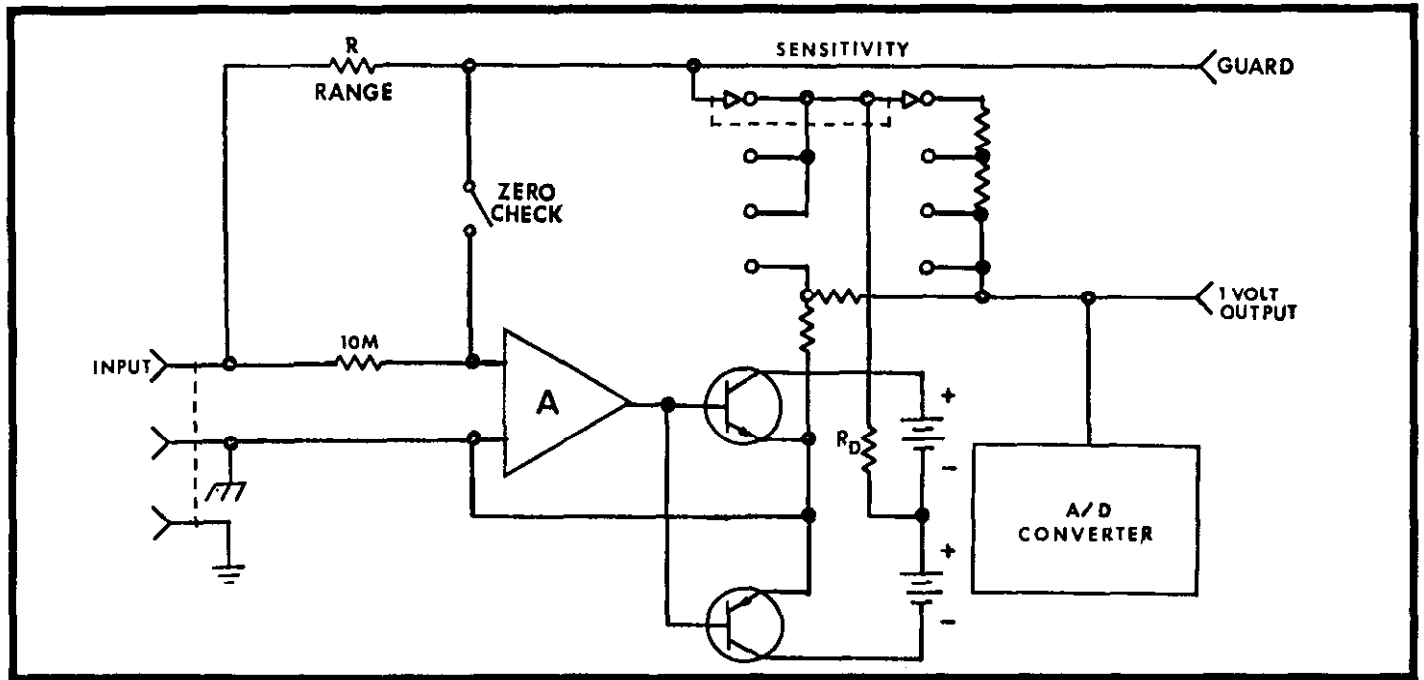 R
RANGE
SENSITIVITY
GUARD
ZERO
CHECK
1 VOLT
OUTPUT
INPUT
10M
A
+
-
RD
+
-
A/D
CONVERTER